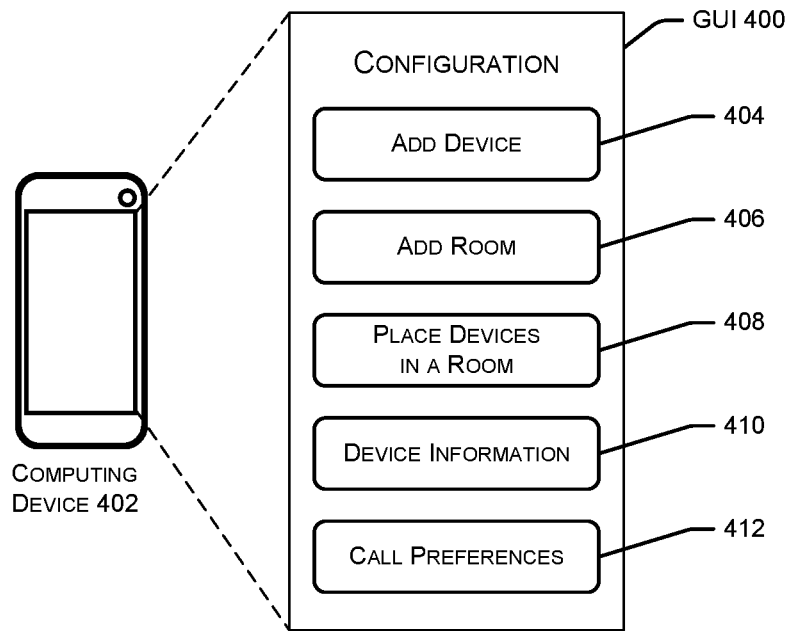 GUI 400
CONFIGURATION
ADD DEVICE
404
ADD ROOM
406
PLACE DEVICES
IN A ROOM
408
DEVICE INFORMATION
410
CALL PREFERENCES
412
COMPUTING
DEVICE 402